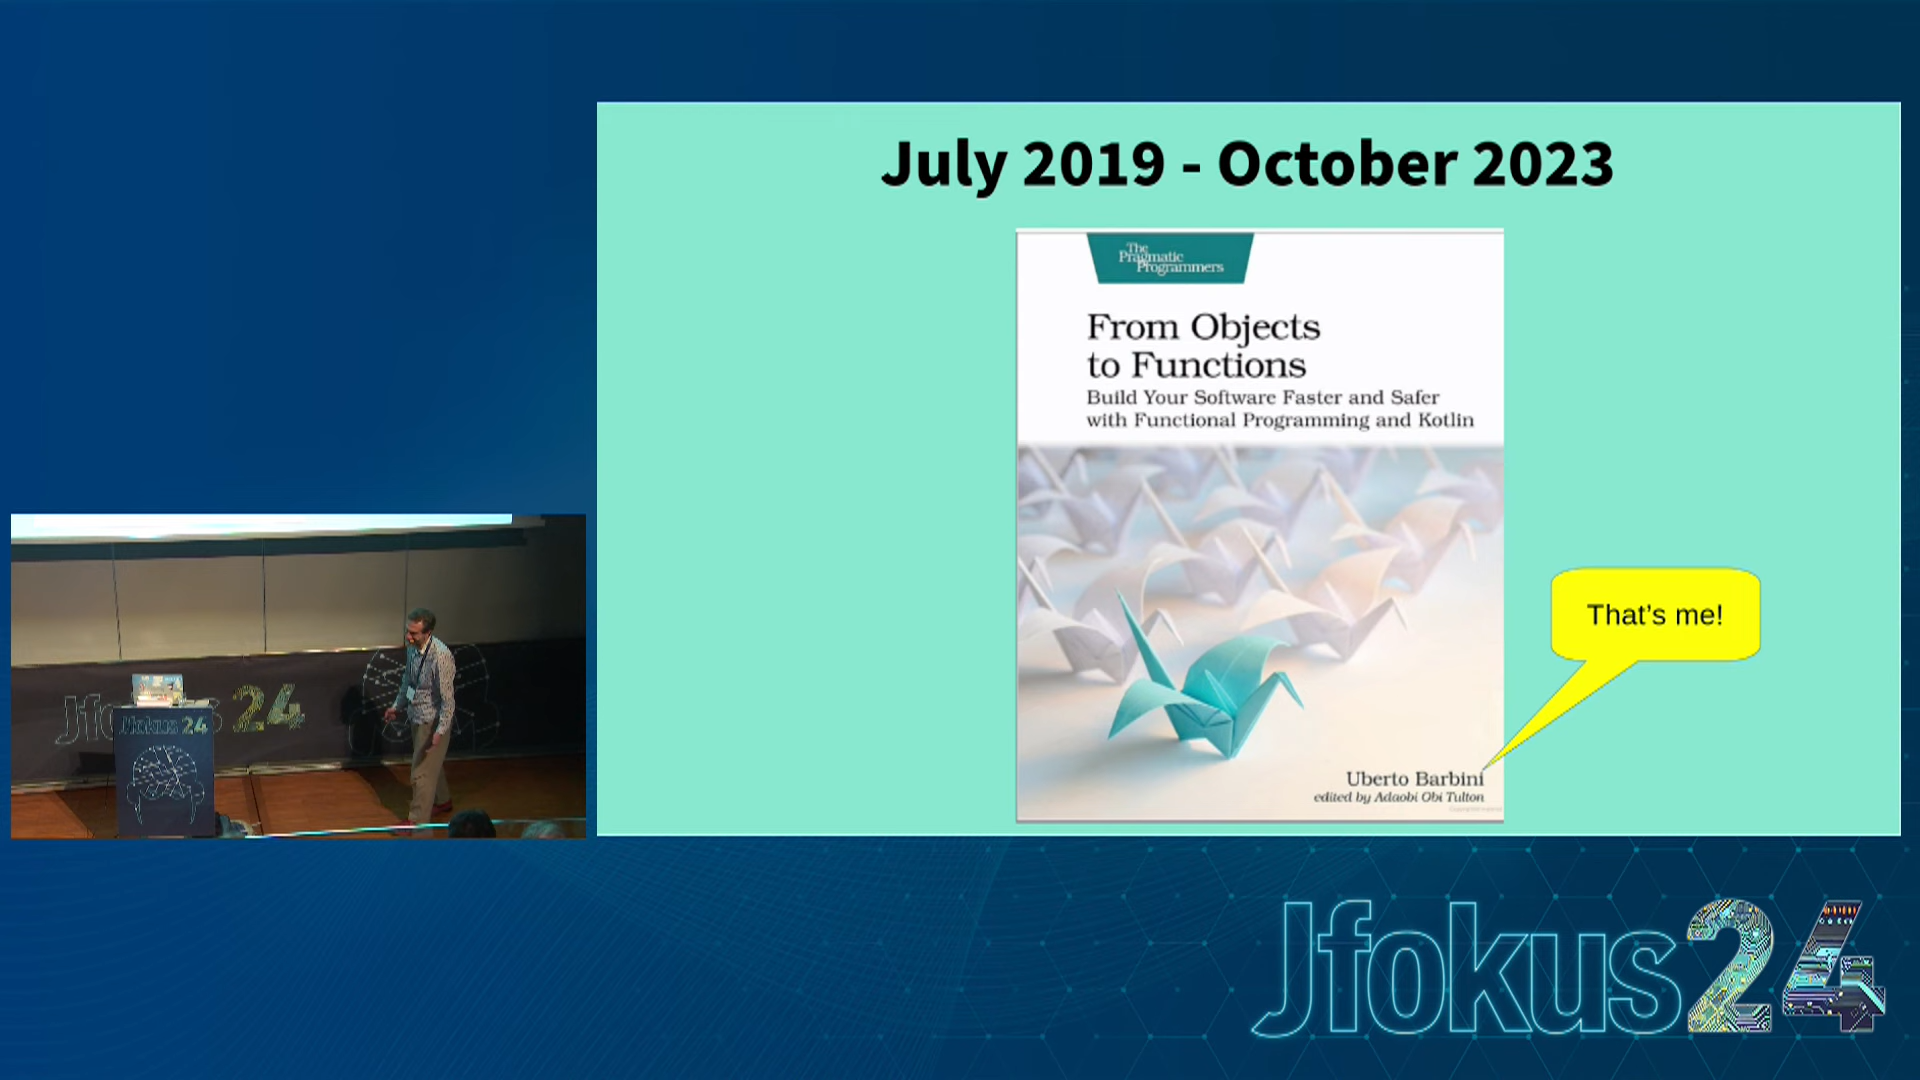 July 2019 - October 2023
The
Pragmatic
Programmers
From Objects
to Functions
Build Your Software Faster and Safer
with Functional Programming and Kotlin
That's me!
Uberto Barbini
edited by Adaobi Obi Tulton
Jfo s 24
Jfokus 24
Jfokus24